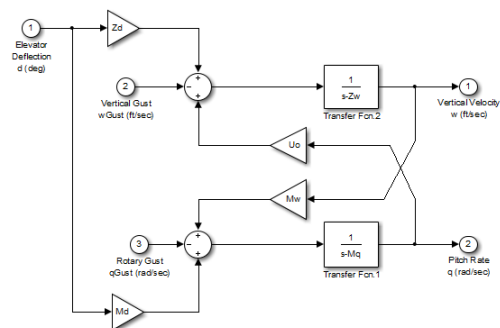 1
Elevator
Deflection
d (deg)
Zd
2
Vertical Gust
wGust (ft/sec)
+
−
+
1
s-Zw
Transfer Fcn.2
1
Vertical Velocity
w (ft/sec)
Uo
Mw
3
Rotary Gust
qGust (rad/sec)
+
−
+
1
s-Mq
Transfer Fcn.1
2
Pitch Rate
q (rad/sec)
Md